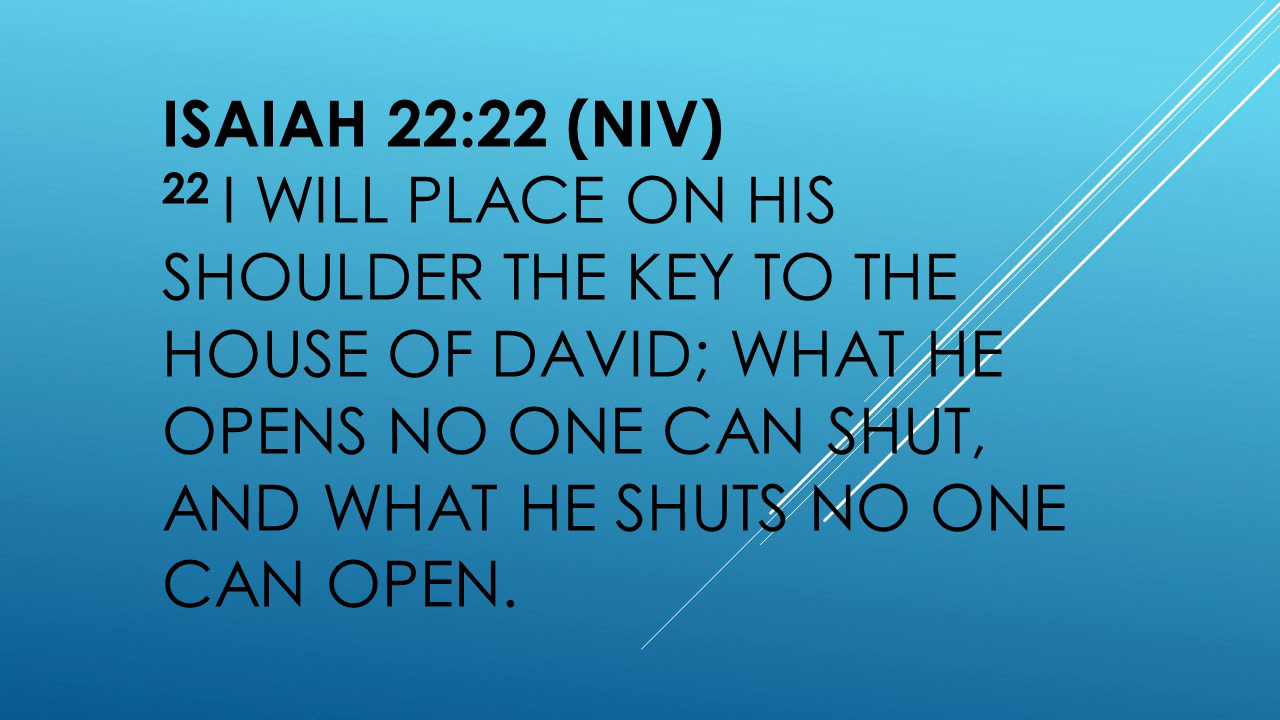 ISAIAH 22:22 (NIV)
22 I WILL PLACE ON HIS
SHOULDER THE KEY TO THE
HOUSE OF DAVID; WHAT HE
OPENS NO ONE CAN SHUT,
AND WHAT HE SHUTS NO ONE
CAN OPEN.